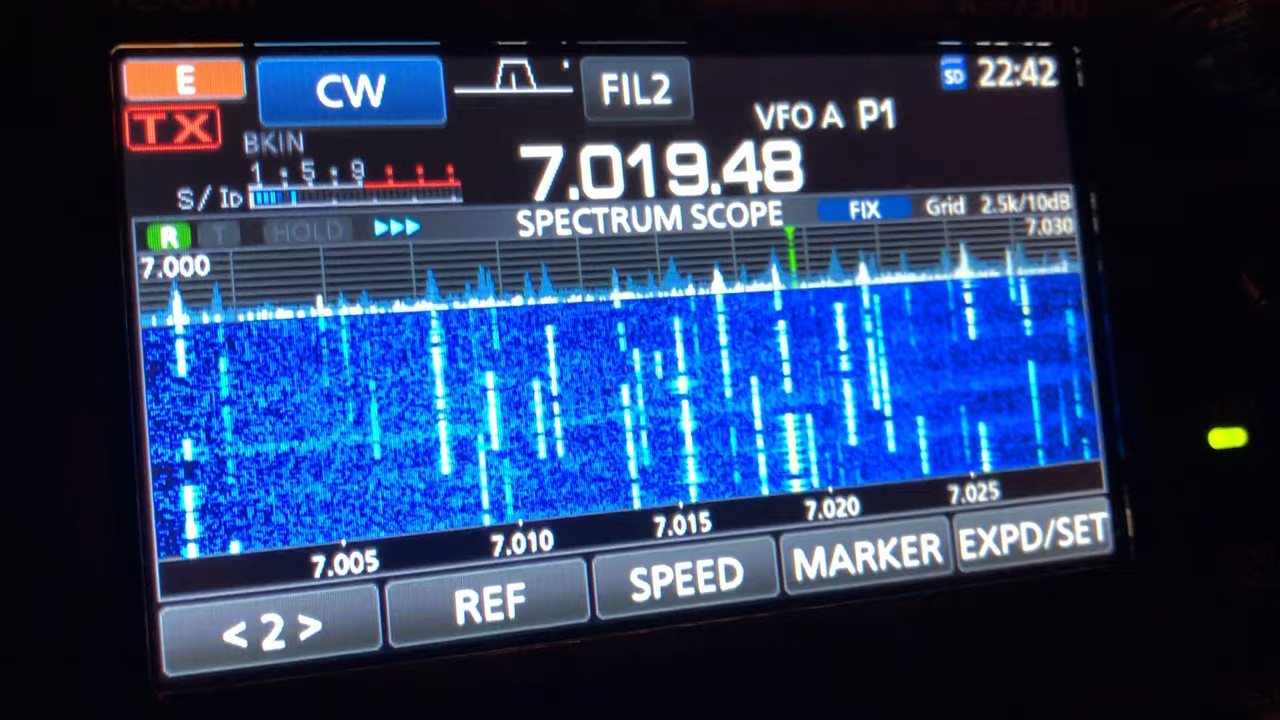 E CW FIL2 SD 22:42
TX BKIN VFO A P1
1 5 9 7.019.48
S/ID
SPECTRUM SCOPE FIX Grid 2.5k/10dB
R T HOLD
7.000 7.030
7.005 7.010 7.015 7.020 7.025
< 2 > REF SPEED MARKER EXPD/SET